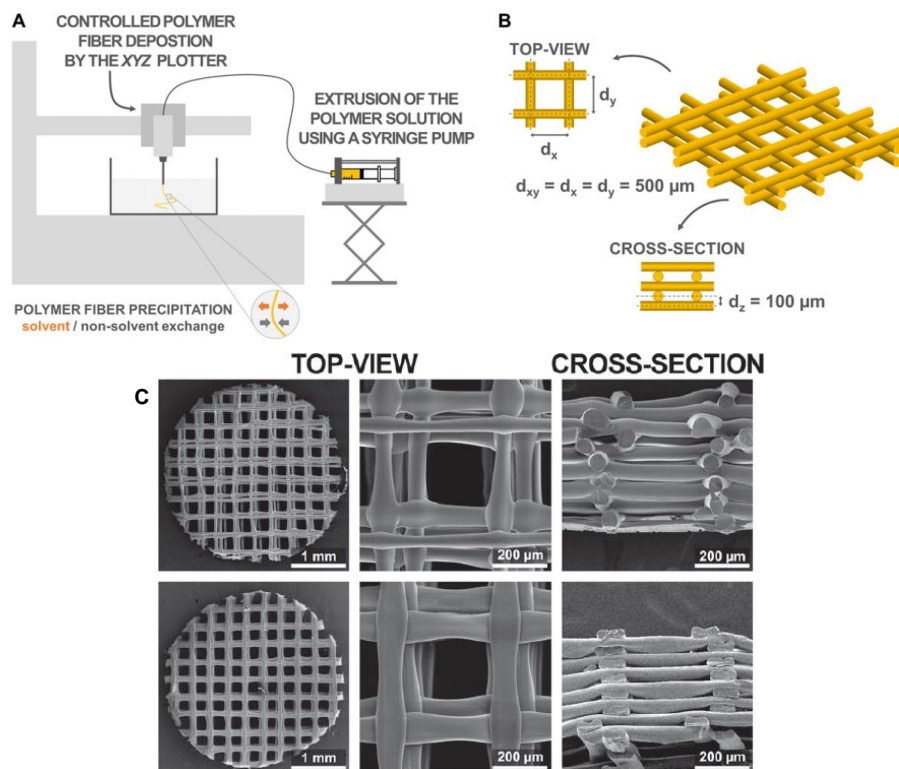 A
CONTROLLED POLYMER
FIBER DEPOSTION
BY THE XYZ PLOTTER
EXTRUSION OF THE
POLYMER SOLUTION
USING A SYRINGE PUMP
POLYMER FIBER PRECIPITATION
solvent / non-solvent exchange
B
TOP-VIEW
dy
dx
dxy = dx = dy = 500 µm
CROSS-SECTION
dz = 100 µm
TOP-VIEW
CROSS-SECTION
C
1 mm
200 µm
200 µm
1 mm
200 µm
200 µm